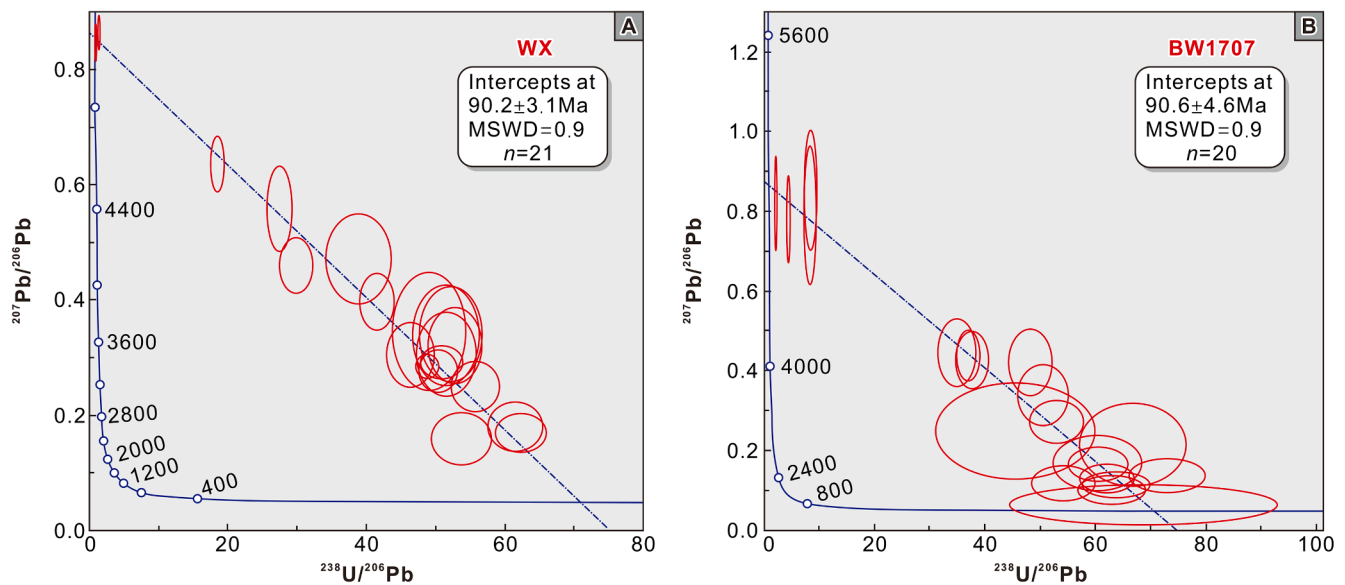 A
WX
Intercepts at
90.2±3.1Ma
MSWD=0.9
n=21
0.8
0.6
0.4
0.2
0.0
4400
3600
2800
2000
1200
400
0 20 40 60 80
²⁰⁷Pb/²⁰⁶Pb
²³⁸U/²⁰⁶Pb
B
BW1707
Intercepts at
90.6±4.6Ma
MSWD=0.9
n=20
1.2
1.0
0.8
0.6
0.4
0.2
0.0
5600
4000
2400
800
0 20 40 60 80 100
²⁰⁷Pb/²⁰⁶Pb
²³⁸U/²⁰⁶Pb